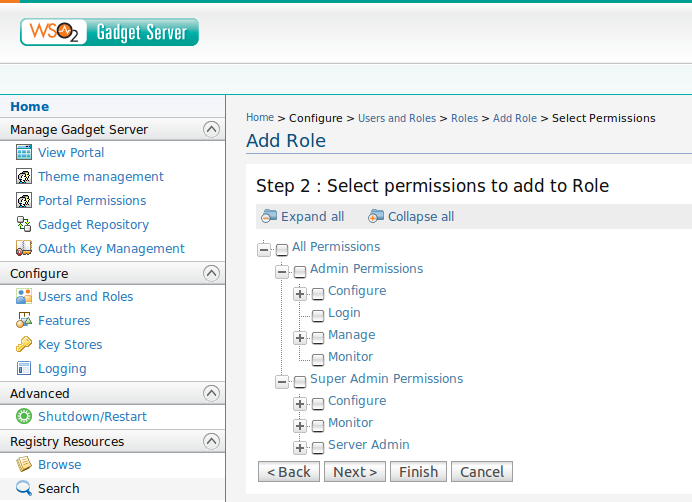 WSO2 Gadget Server
Home
Manage Gadget Server
View Portal
Theme management
Portal Permissions
Gadget Repository
OAuth Key Management
Configure
Users and Roles
Features
Key Stores
Logging
Advanced
Shutdown/Restart
Registry Resources
Browse
Search
Home > Configure > Users and Roles > Roles > Add Role > Select Permissions
Add Role
Step 2 : Select permissions to add to Role
Expand all Collapse all
All Permissions
Admin Permissions
Configure
Login
Manage
Monitor
Super Admin Permissions
Configure
Monitor
Server Admin
< Back Next > Finish Cancel